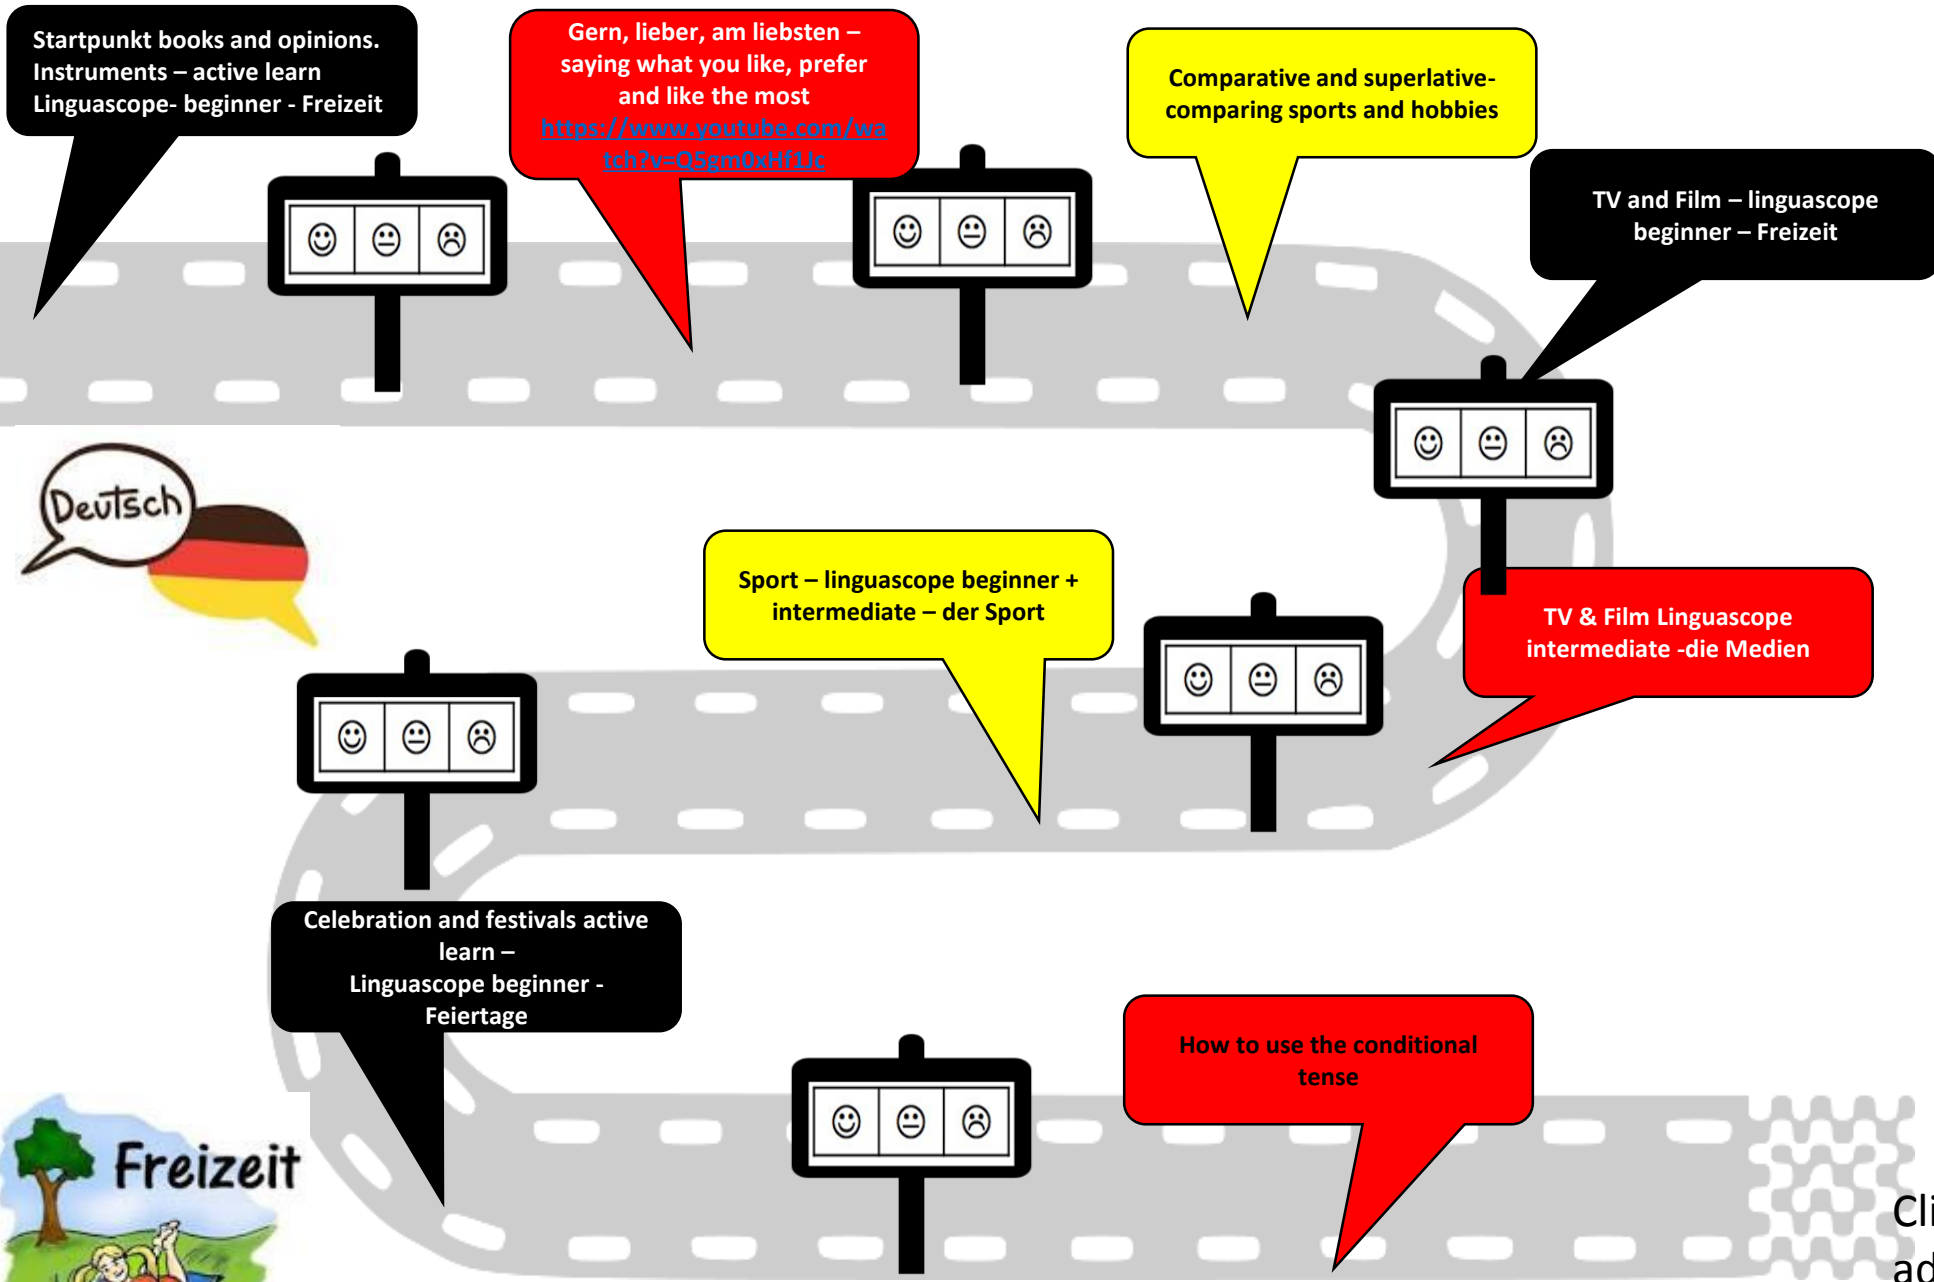 Startpunkt books and opinions.
Instruments – active learn
Linguascope- beginner - Freizeit
Gern, lieber, am liebsten –
saying what you like, prefer
and like the most
https://www.youtube.com/wa
tch?v=Q5gm0xHf1Jc
Comparative and superlative-
comparing sports and hobbies
TV and Film – linguascope
beginner – Freizeit
Deutsch
Sport – linguascope beginner +
intermediate – der Sport
TV & Film Linguascope
intermediate -die Medien
Celebration and festivals active
learn –
Linguascope beginner -
Feiertage
How to use the conditional
tense
Freizeit
Cli
ad